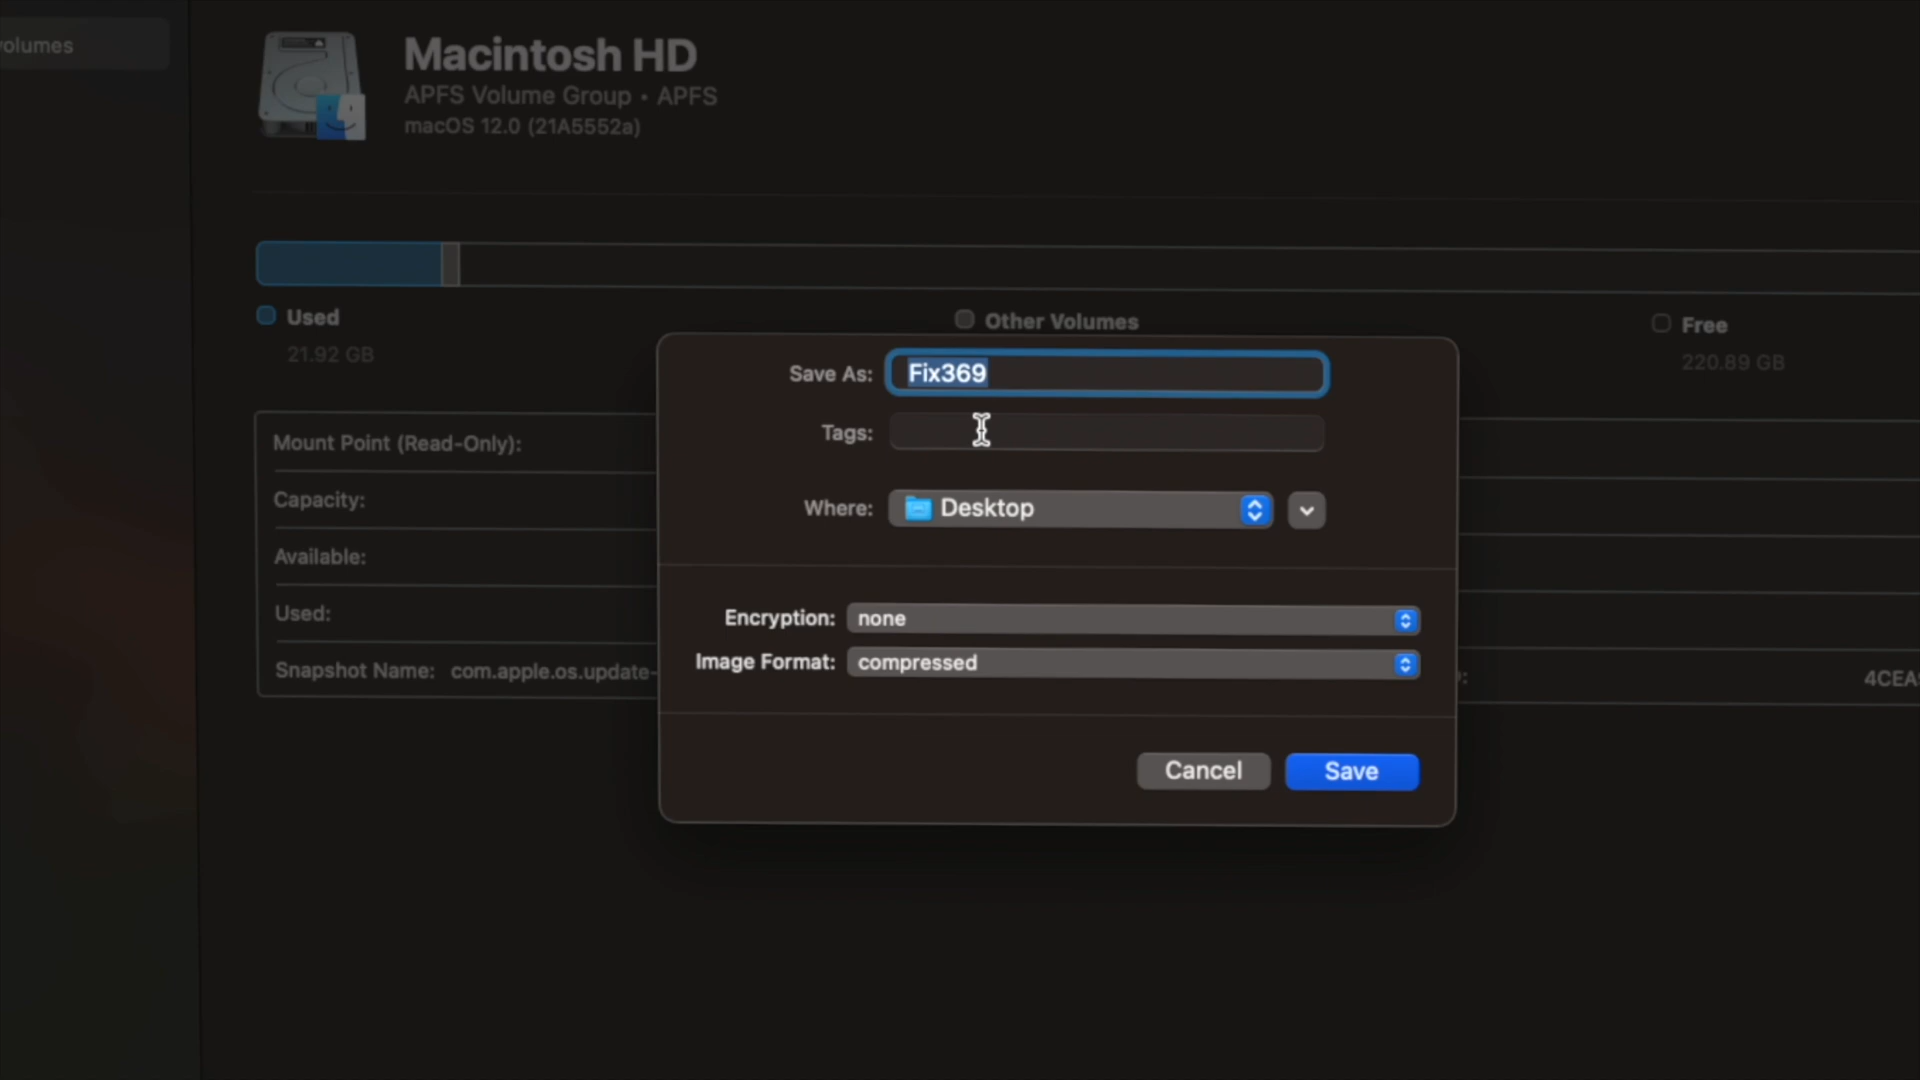 volumes
Macintosh HD
APFS Volume Group • APFS
macOS 12.0 (21A5552a)
Used
21.92 GB
Other Volumes
Free
220.89 GB
Save As: Fix369
Tags:
Where: Desktop
Encryption: none
Image Format: compressed
Cancel Save
Mount Point (Read-Only):
Capacity:
Available:
Used:
Snapshot Name: com.apple.os.update-